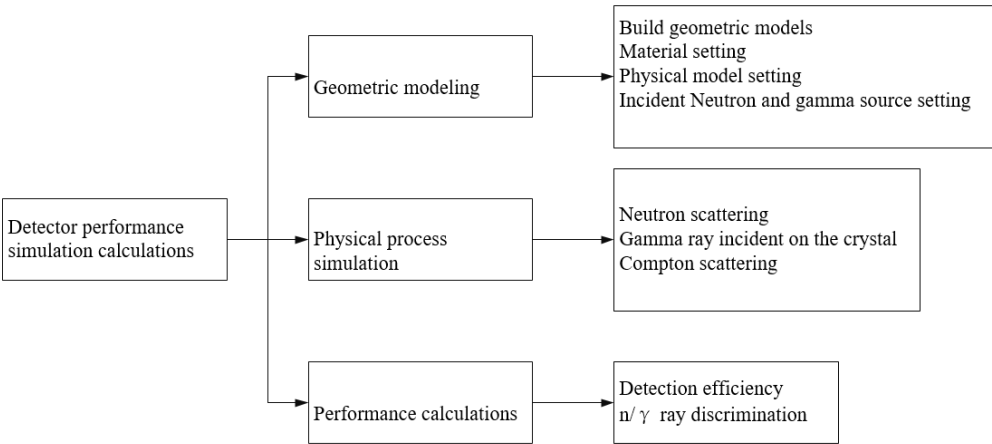 Build geometric models
Material setting
Physical model setting
Incident Neutron and gamma source setting
Geometric modeling
Detector performance
simulation calculations
Physical process
simulation
Neutron scattering
Gamma ray incident on the crystal
Compton scattering
Performance calculations
Detection efficiency
n/γ ray discrimination